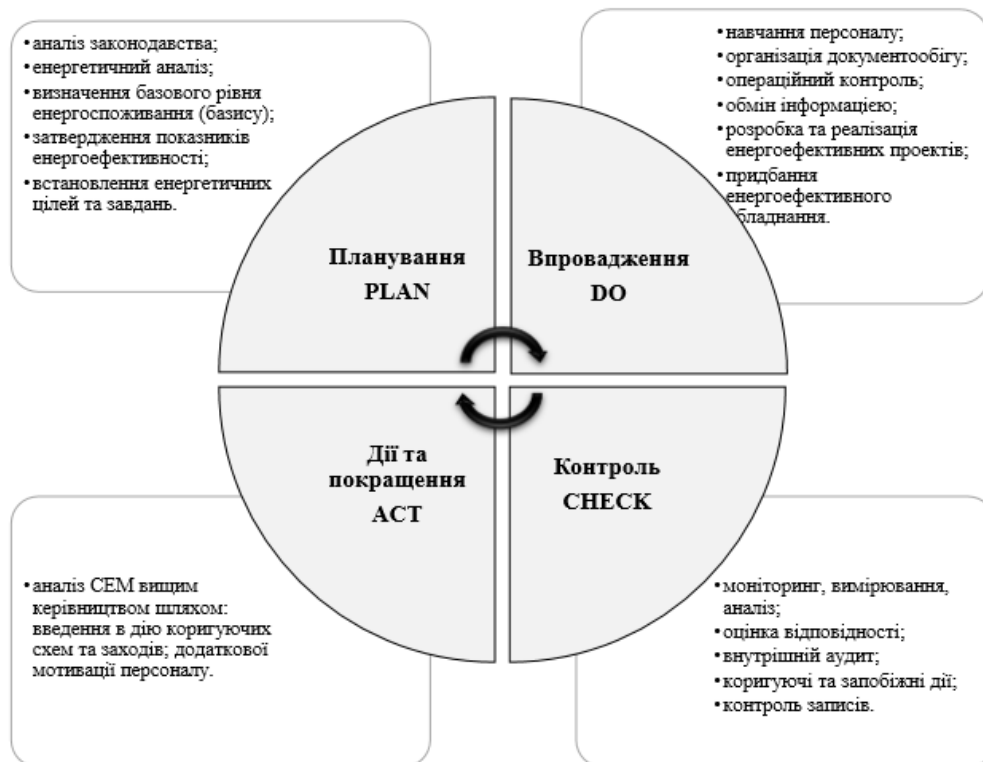 •аналіз законодавства;
•енергетичний аналіз;
•визначення базового рівня
енергоспоживання (базису);
•затвердження показників
енергоефективності;
•встановлення енергетичних
цілей та завдань.
•навчання персоналу;
•організація документообігу;
•операційний контроль;
•обмін інформацією;
•розробка та реалізація
енергоефективних проектів;
•придбання
енергоефективного
обладнання.
Планування
PLAN
Впровадження
DO
Дії та
покращення
ACT
Контроль
CHECK
•аналіз СЕМ вищим
керівництвом шляхом:
введення в дію коригуючих
схем та заходів; додаткової
мотивації персоналу.
•моніторинг, вимірювання,
аналіз;
•оцінка відповідності;
•внутрішній аудит;
•коригуючі та запобіжні дії;
•контроль записів.